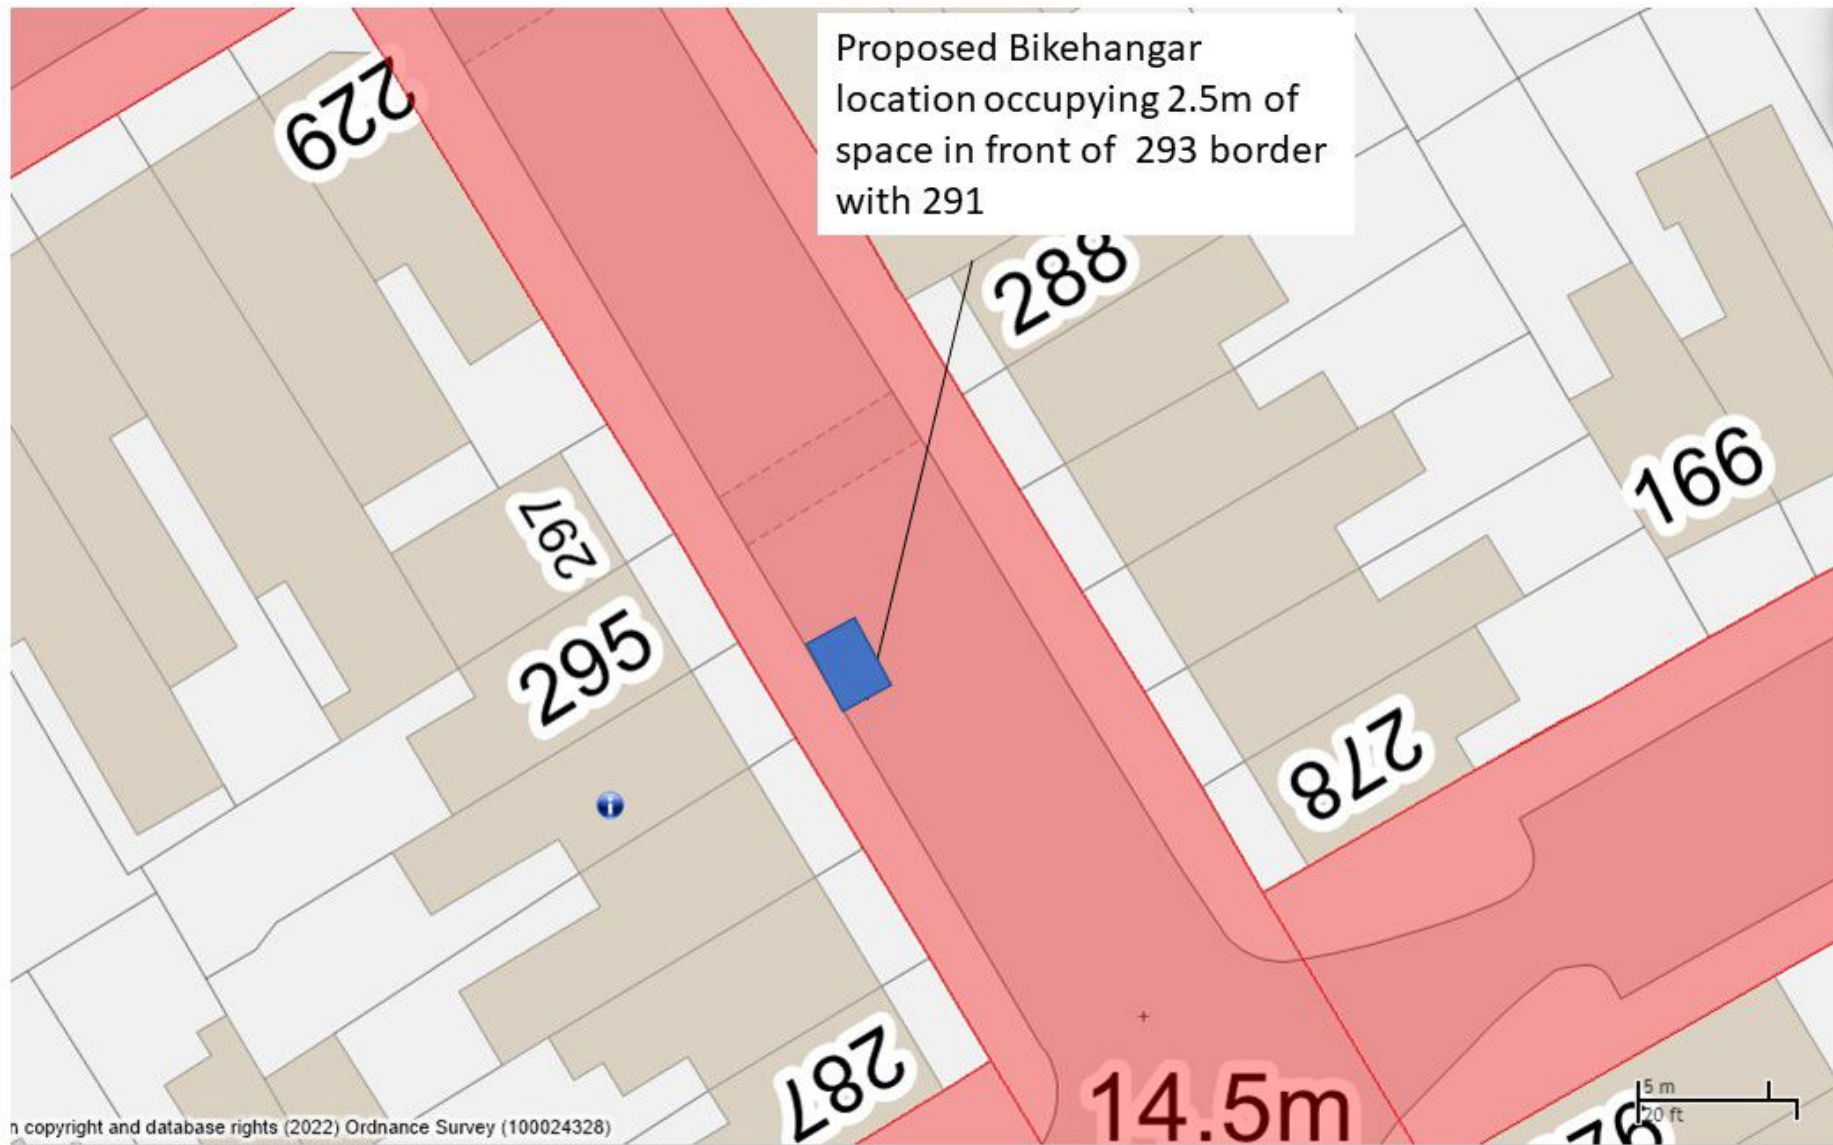 Proposed Bikehangar
location occupying 2.5m of
space in front of 293 border
with 291
229
288
166
297
295
278
287
14.5m
5 m
20 ft
n copyright and database rights (2022) Ordnance Survey (100024328)